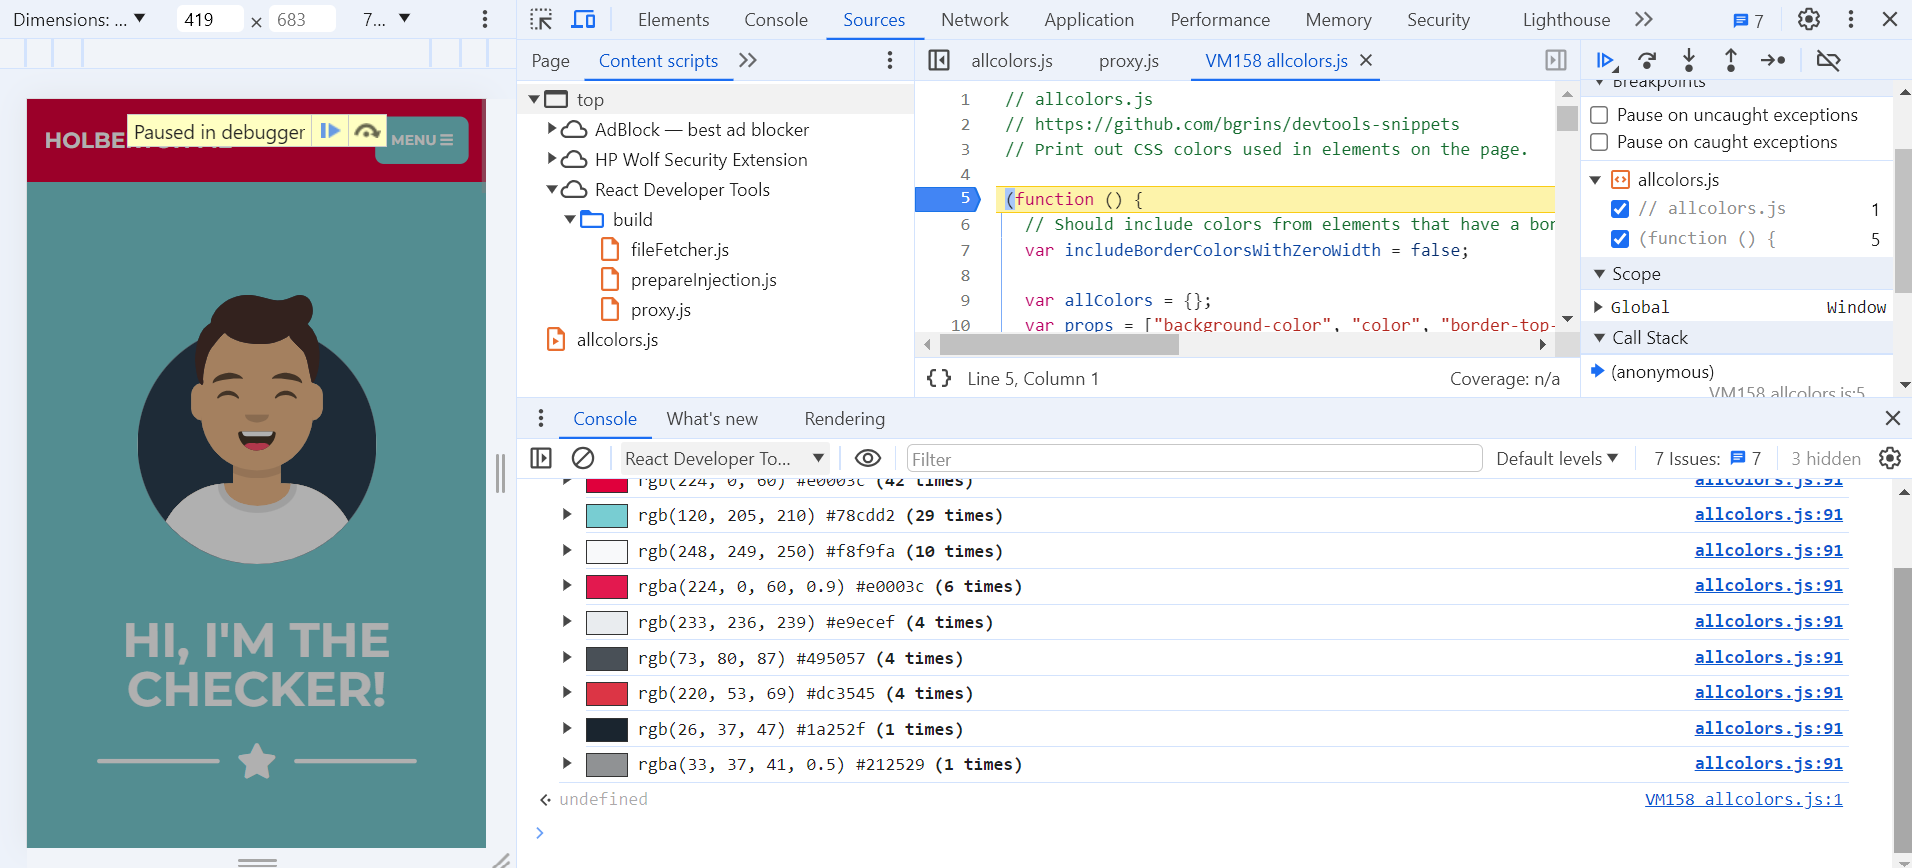 Dimensions: ... 419 × 683 7...
Elements Console Sources Network Application Performance Memory Security Lighthouse 7
Page Content scripts
allcolors.js proxy.js VM158 allcolors.js
top
AdBlock — best ad blocker
HP Wolf Security Extension
React Developer Tools
build
fileFetcher.js
prepareInjection.js
proxy.js
allcolors.js
1 // allcolors.js
2 // https://github.com/bgrins/devtools-snippets
3 // Print out CSS colors used in elements on the page.
4
5 (function () {
6 // Should include colors from elements that have a bor
7 var includeBorderColorsWithZeroWidth = false;
8
9 var allColors = {};
10 var props = ["background-color", "color", "border-top-
{} Line 5, Column 1 Coverage: n/a
Breakpoints
Pause on uncaught exceptions
Pause on caught exceptions
allcolors.js
// allcolors.js 1
(function () { 5
Scope
Global Window
Call Stack
(anonymous)
VM158 allcolors.js:5
Paused in debugger
MENU
HI, I'M THE
CHECKER!
Console What's new Rendering
React Developer To... Filter Default levels 7 Issues: 7 3 hidden
rgb(224, 0, 60) #e0003c (42 times) allcolors.js:91
rgb(120, 205, 210) #78cdd2 (29 times) allcolors.js:91
rgb(248, 249, 250) #f8f9fa (10 times) allcolors.js:91
rgba(224, 0, 60, 0.9) #e0003c (6 times) allcolors.js:91
rgb(233, 236, 239) #e9ecef (4 times) allcolors.js:91
rgb(73, 80, 87) #495057 (4 times) allcolors.js:91
rgb(220, 53, 69) #dc3545 (4 times) allcolors.js:91
rgb(26, 37, 47) #1a252f (1 times) allcolors.js:91
rgba(33, 37, 41, 0.5) #212529 (1 times) allcolors.js:91
undefined VM158 allcolors.js:1